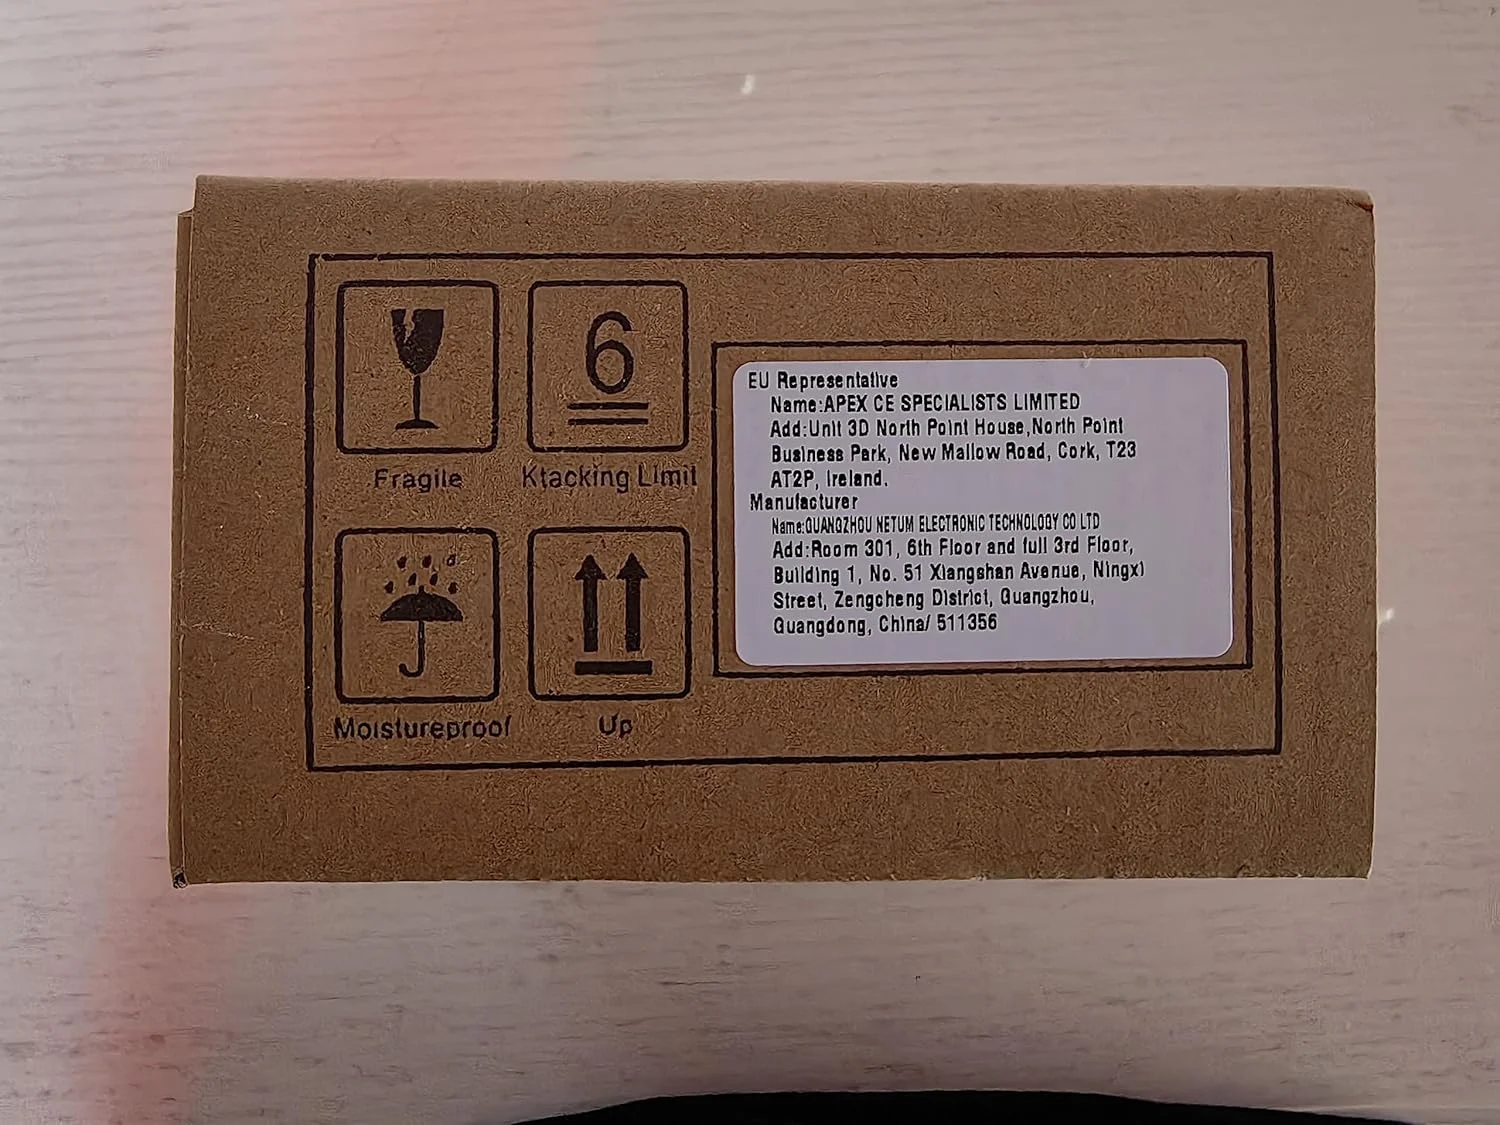 6
Fragile
Ktacking Limit
Moistureproof
Up
EU Representative
Name:APEX CE SPECIALISTS LIMITED
Add:Unit 3D North Point House,North Point
Business Park, New Mallow Road, Cork, T23
AT2P, Ireland.
Manufacturer
Name:GUANGZHOU NETUM ELECTRONIC TECHNOLOGY CO LTD
Add:Room 301, 6th Floor and full 3rd Floor,
Building 1, No. 51 Xiangshan Avenue, Ningxi
Street, Zengcheng District, Guangzhou,
Guangdong, China/ 511356